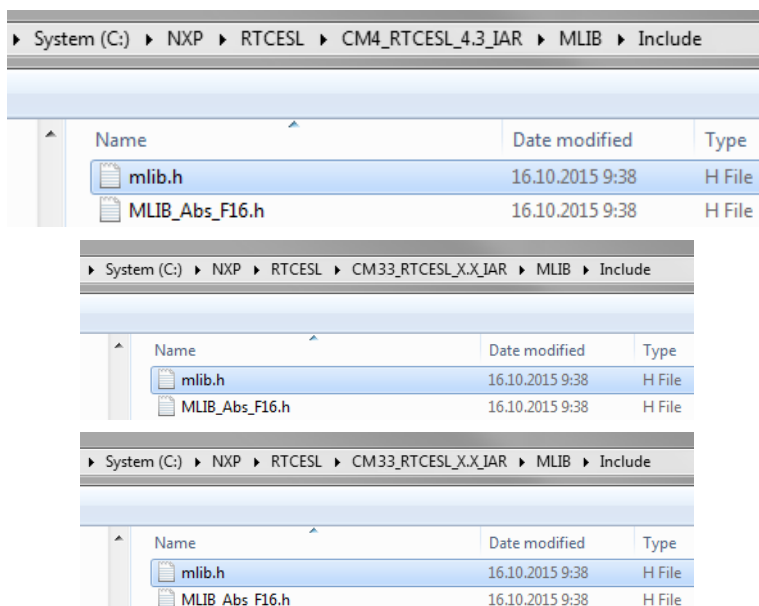 System (C:) NXP RTCESL CM4_RTCESL_4.3_IAR MLIB Include
Name Date modified Type
mlib.h 16.10.2015 9:38 H File
MLIB_Abs_F16.h 16.10.2015 9:38 H File
System (C:) NXP RTCESL CM33_RTCESL_X.X_IAR MLIB Include
Name Date modified Type
mlib.h 16.10.2015 9:38 H File
MLIB_Abs_F16.h 16.10.2015 9:38 H File
System (C:) NXP RTCESL CM33_RTCESL_X.X_IAR MLIB Include
Name Date modified Type
mlib.h 16.10.2015 9:38 H File
MLIB_Abs_F16.h 16.10.2015 9:38 H File